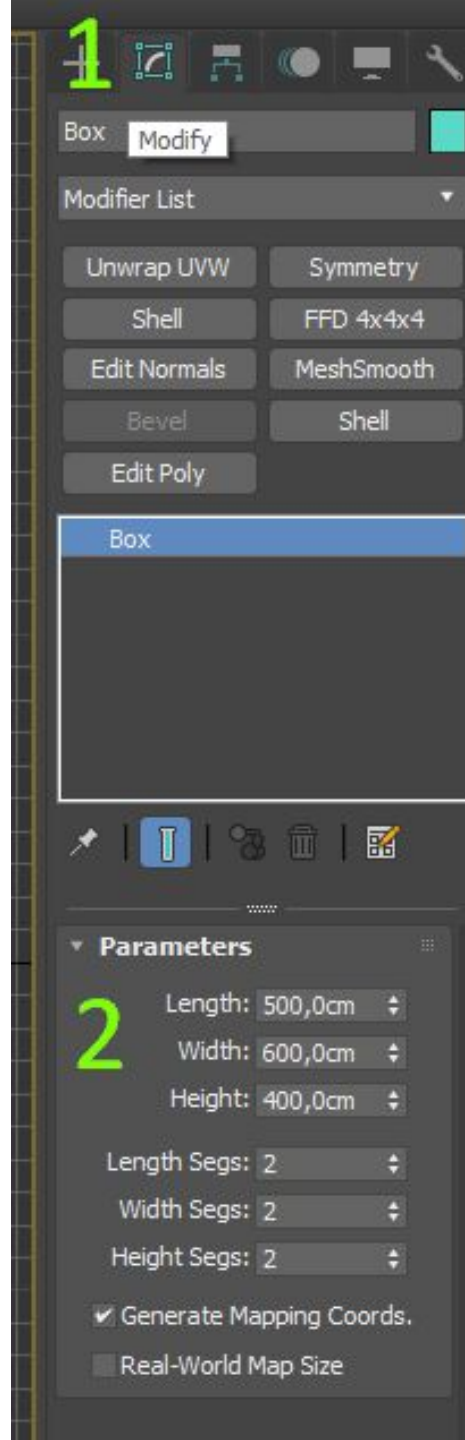 1
Box
Modify
Modifier List
Unwrap UVW Symmetry
Shell FFD 4x4x4
Edit Normals MeshSmooth
Bevel Shell
Edit Poly
Box
Parameters
2
Length: 500,0cm
Width: 600,0cm
Height: 400,0cm
Length Segs: 2
Width Segs: 2
Height Segs: 2
Generate Mapping Coords.
Real-World Map Size